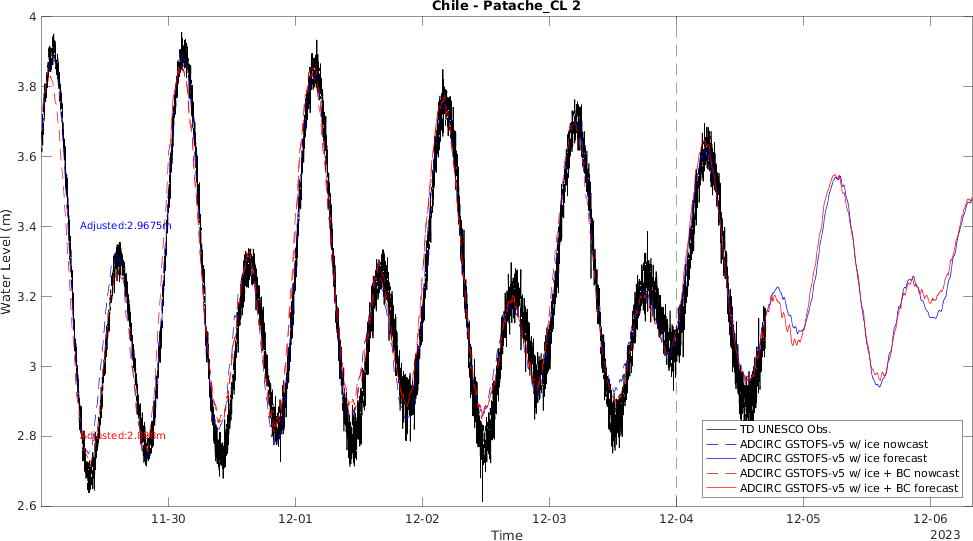 Chile - Patache_CL 2
4
3.8
3.6
3.4
3.2
3
2.8
2.6
Water Level (m)
Adjusted:2.9675m
11-30
12-01
12-02
12-03
12-04
12-05
12-06
2023
Time
TD UNESCO Obs.
ADCIRC GSTOFS-v5 w/ ice nowcast
ADCIRC GSTOFS-v5 w/ ice forecast
ADCIRC GSTOFS-v5 w/ ice + BC nowcast
ADCIRC GSTOFS-v5 w/ ice + BC forecast